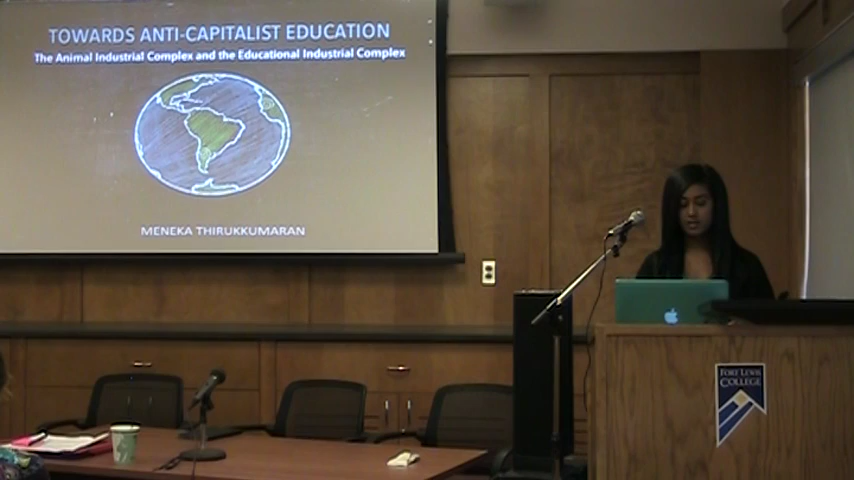 TOWARDS ANTI-CAPITALIST EDUCATION
The Animal Industrial Complex and the Educational Industrial Complex
MENEKA THIRUKKUMARAN
FORT LEWIS
COLLEGE